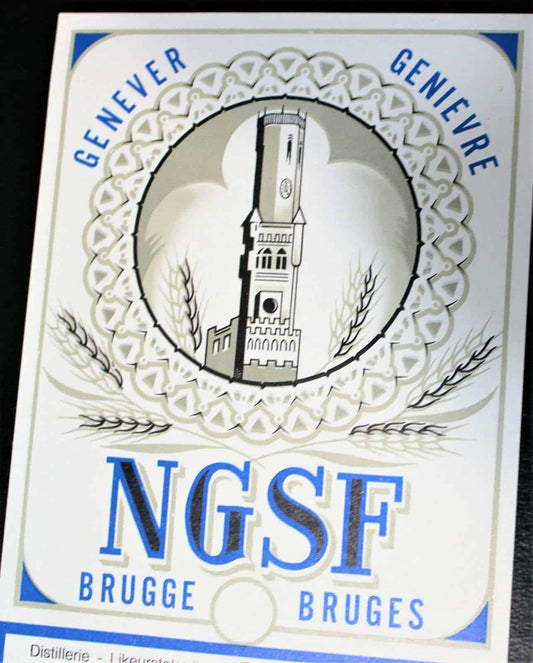 GENEVER
GENIEVRE
NGSF
BRUGGE BRUGES
Distillerie -